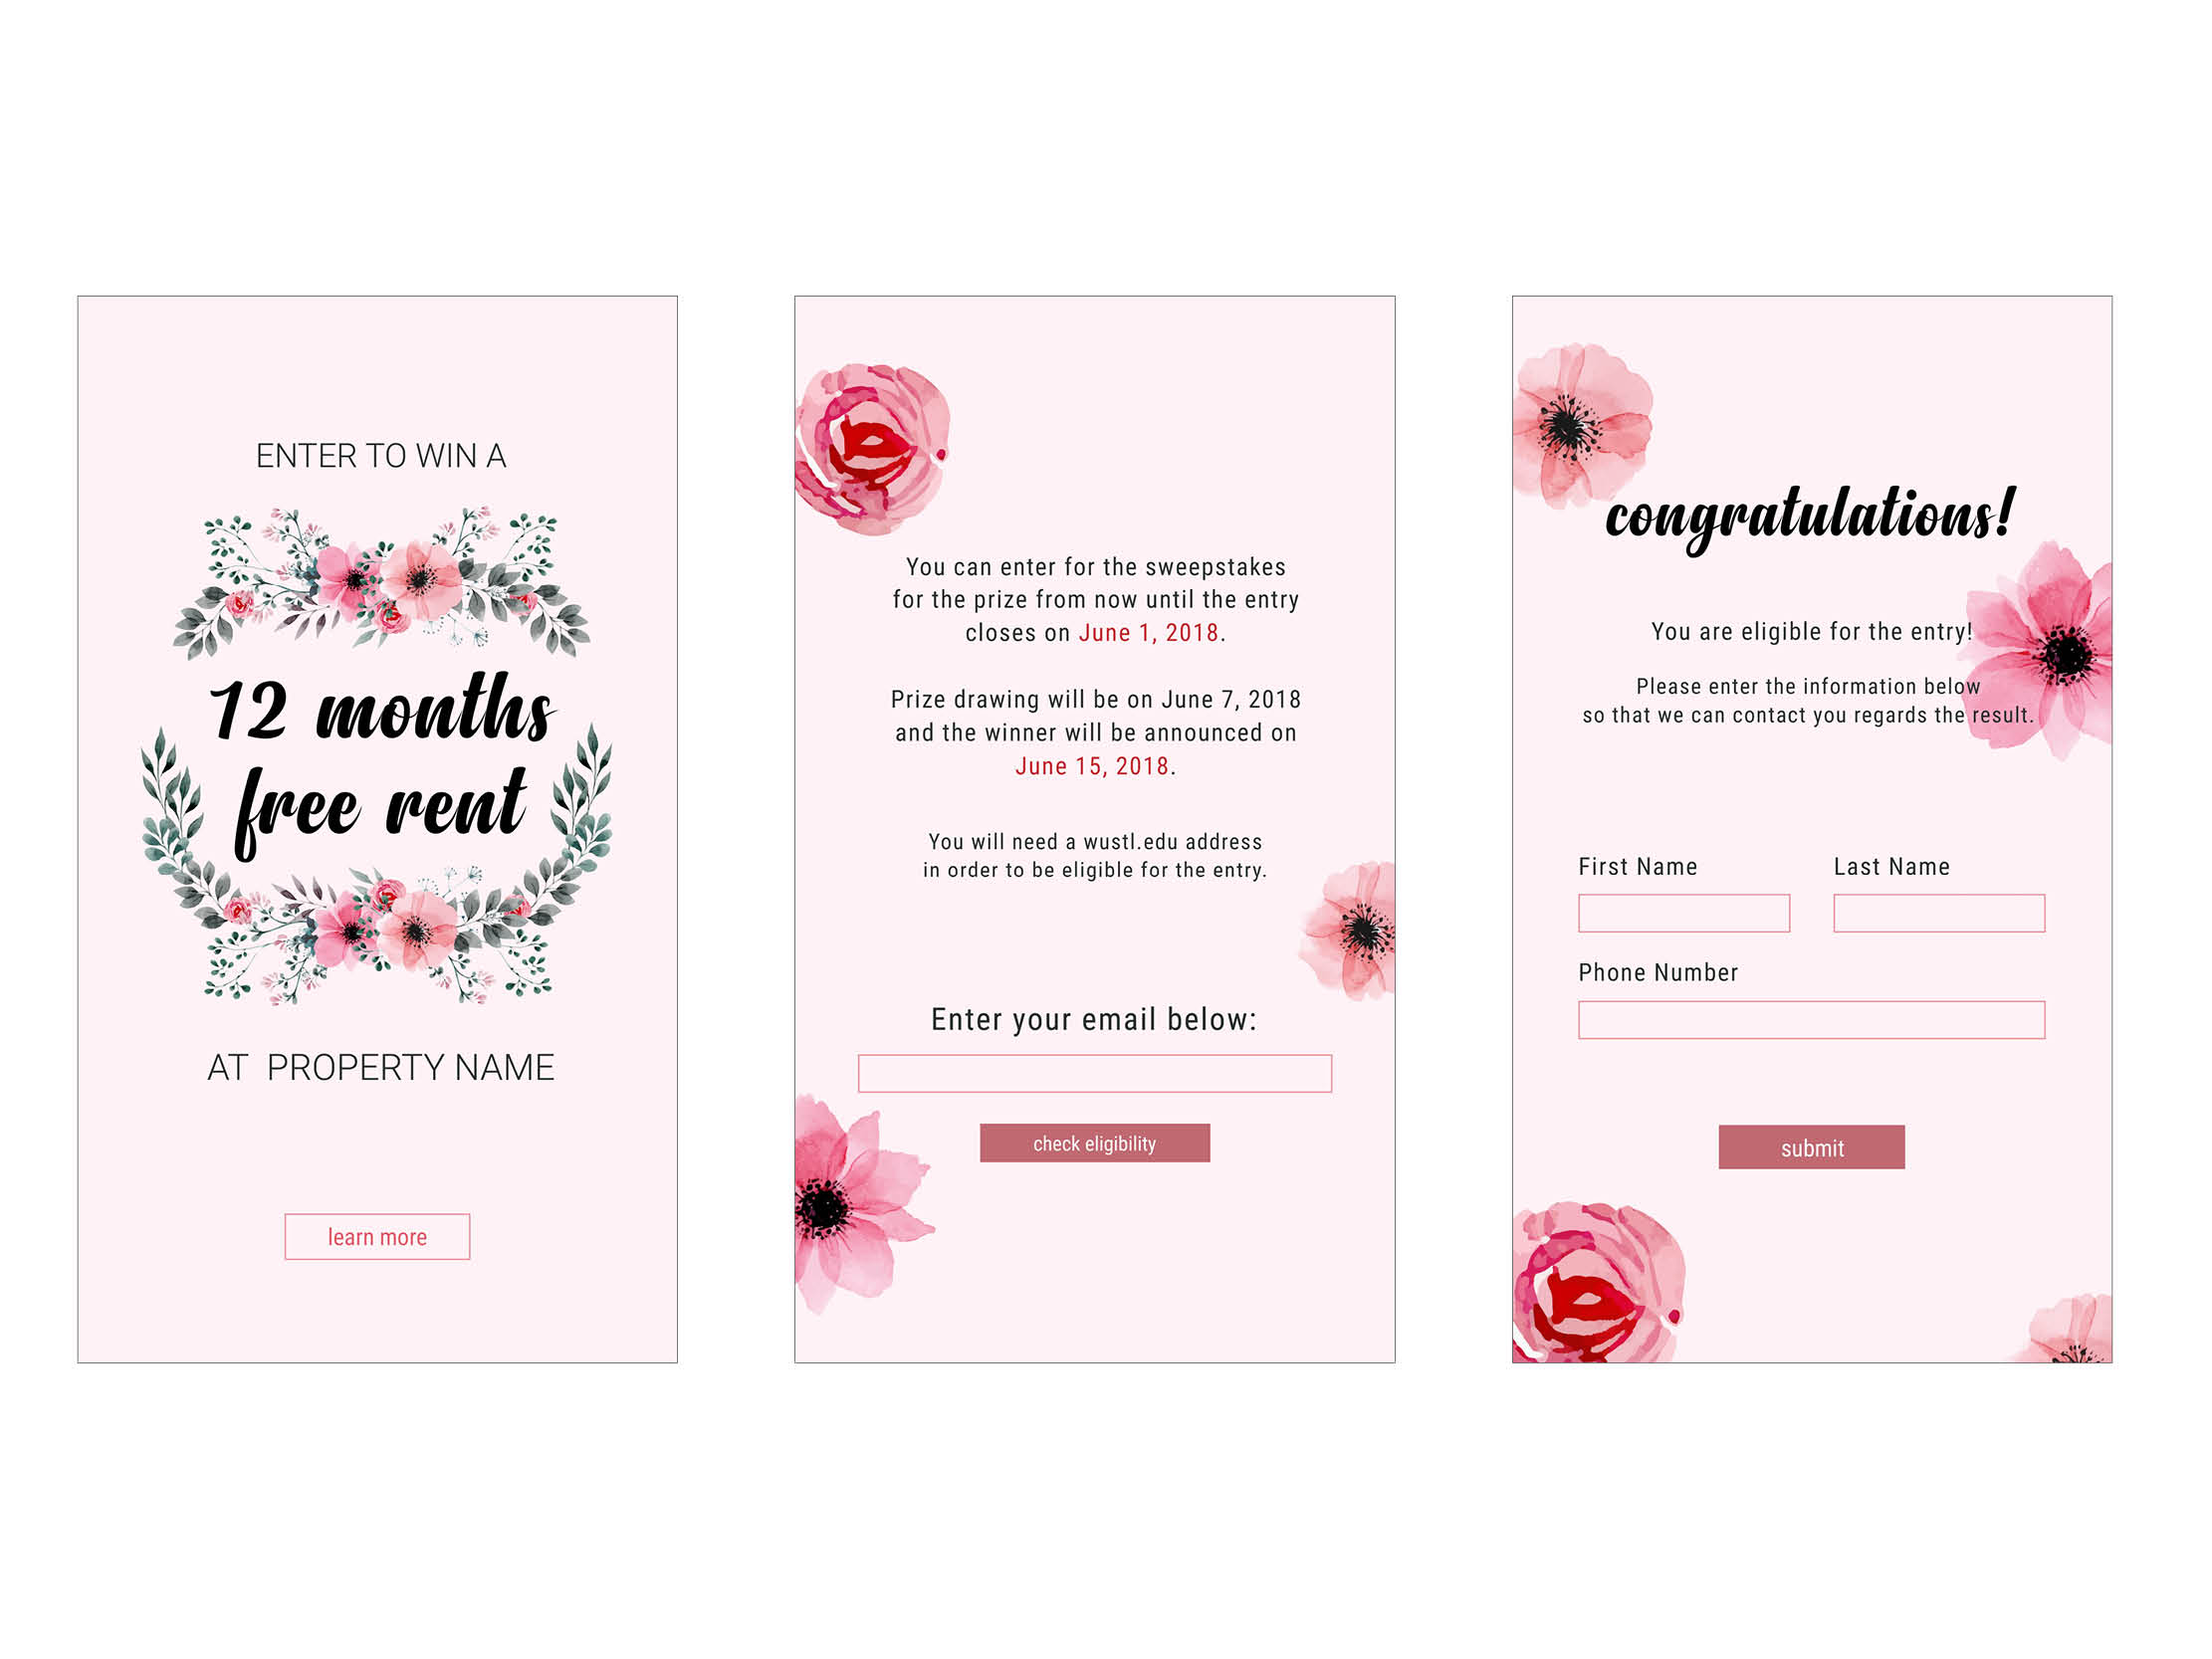 ENTER TO WIN A
12 months
free rent
AT PROPERTY NAME
learn more
You can enter for the sweepstakes
for the prize from now until the entry
closes on June 1, 2018.
Prize drawing will be on June 7, 2018
and the winner will be announced on
June 15, 2018.
You will need a wustl.edu address
in order to be eligible for the entry.
Enter your email below:
check eligibility
congratulations!
You are eligible for the entry!
Please enter the information below
so that we can contact you regards the result.
First Name Last Name
Phone Number
submit